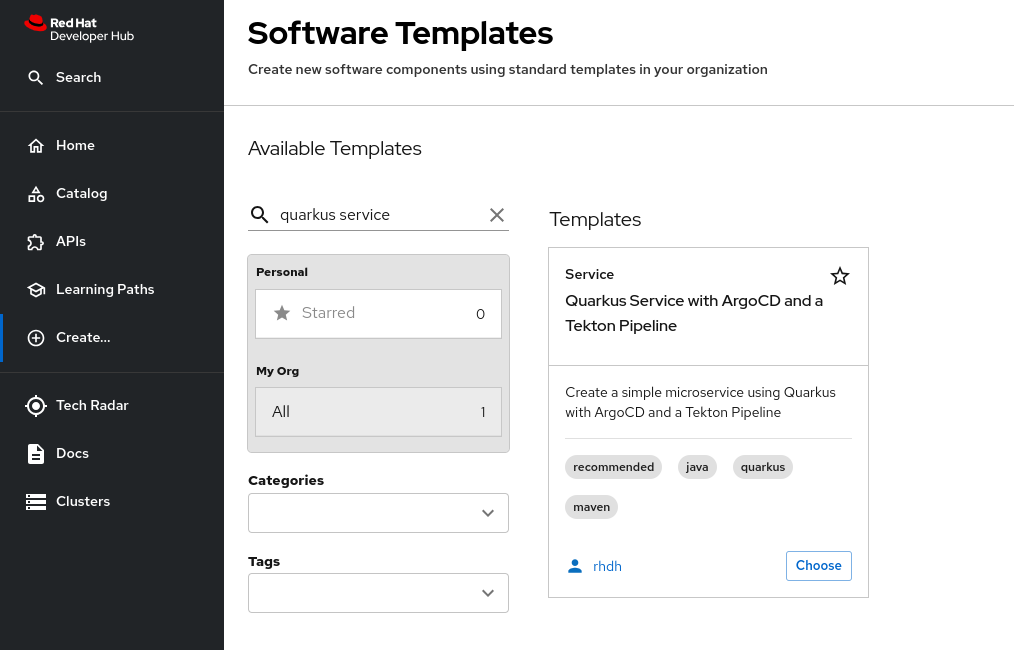 Red Hat
Developer Hub
Search
Home
Catalog
APIs
Learning Paths
Create...
Tech Radar
Docs
Clusters
Software Templates
Create new software components using standard templates in your organization
Available Templates
quarkus service
Personal
Starred 0
My Org
All 1
Categories
Tags
Templates
Service
Quarkus Service with ArgoCD and a
Tekton Pipeline
Create a simple microservice using Quarkus
with ArgoCD and a Tekton Pipeline
recommended java quarkus
maven
rhdh Choose